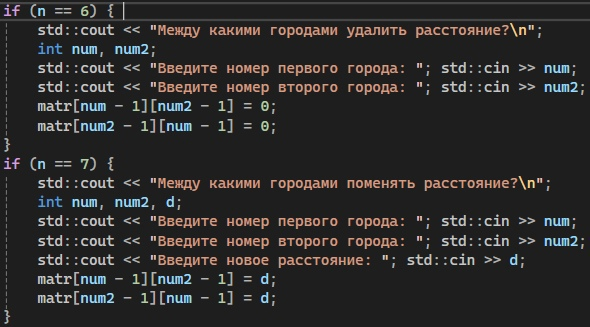 if (n == 6) {
std::cout << "Между какими городами удалить расстояние?\n";
int num, num2;
std::cout << "Введите номер первого города: "; std::cin >> num;
std::cout << "Введите номер второго города: "; std::cin >> num2;
matr[num - 1][num2 - 1] = 0;
matr[num2 - 1][num - 1] = 0;
}
if (n == 7) {
std::cout << "Между какими городами поменять расстояние?\n";
int num, num2, d;
std::cout << "Введите номер первого города: "; std::cin >> num;
std::cout << "Введите номер второго города: "; std::cin >> num2;
std::cout << "Введите новое расстояние: "; std::cin >> d;
matr[num - 1][num2 - 1] = d;
matr[num2 - 1][num - 1] = d;
}